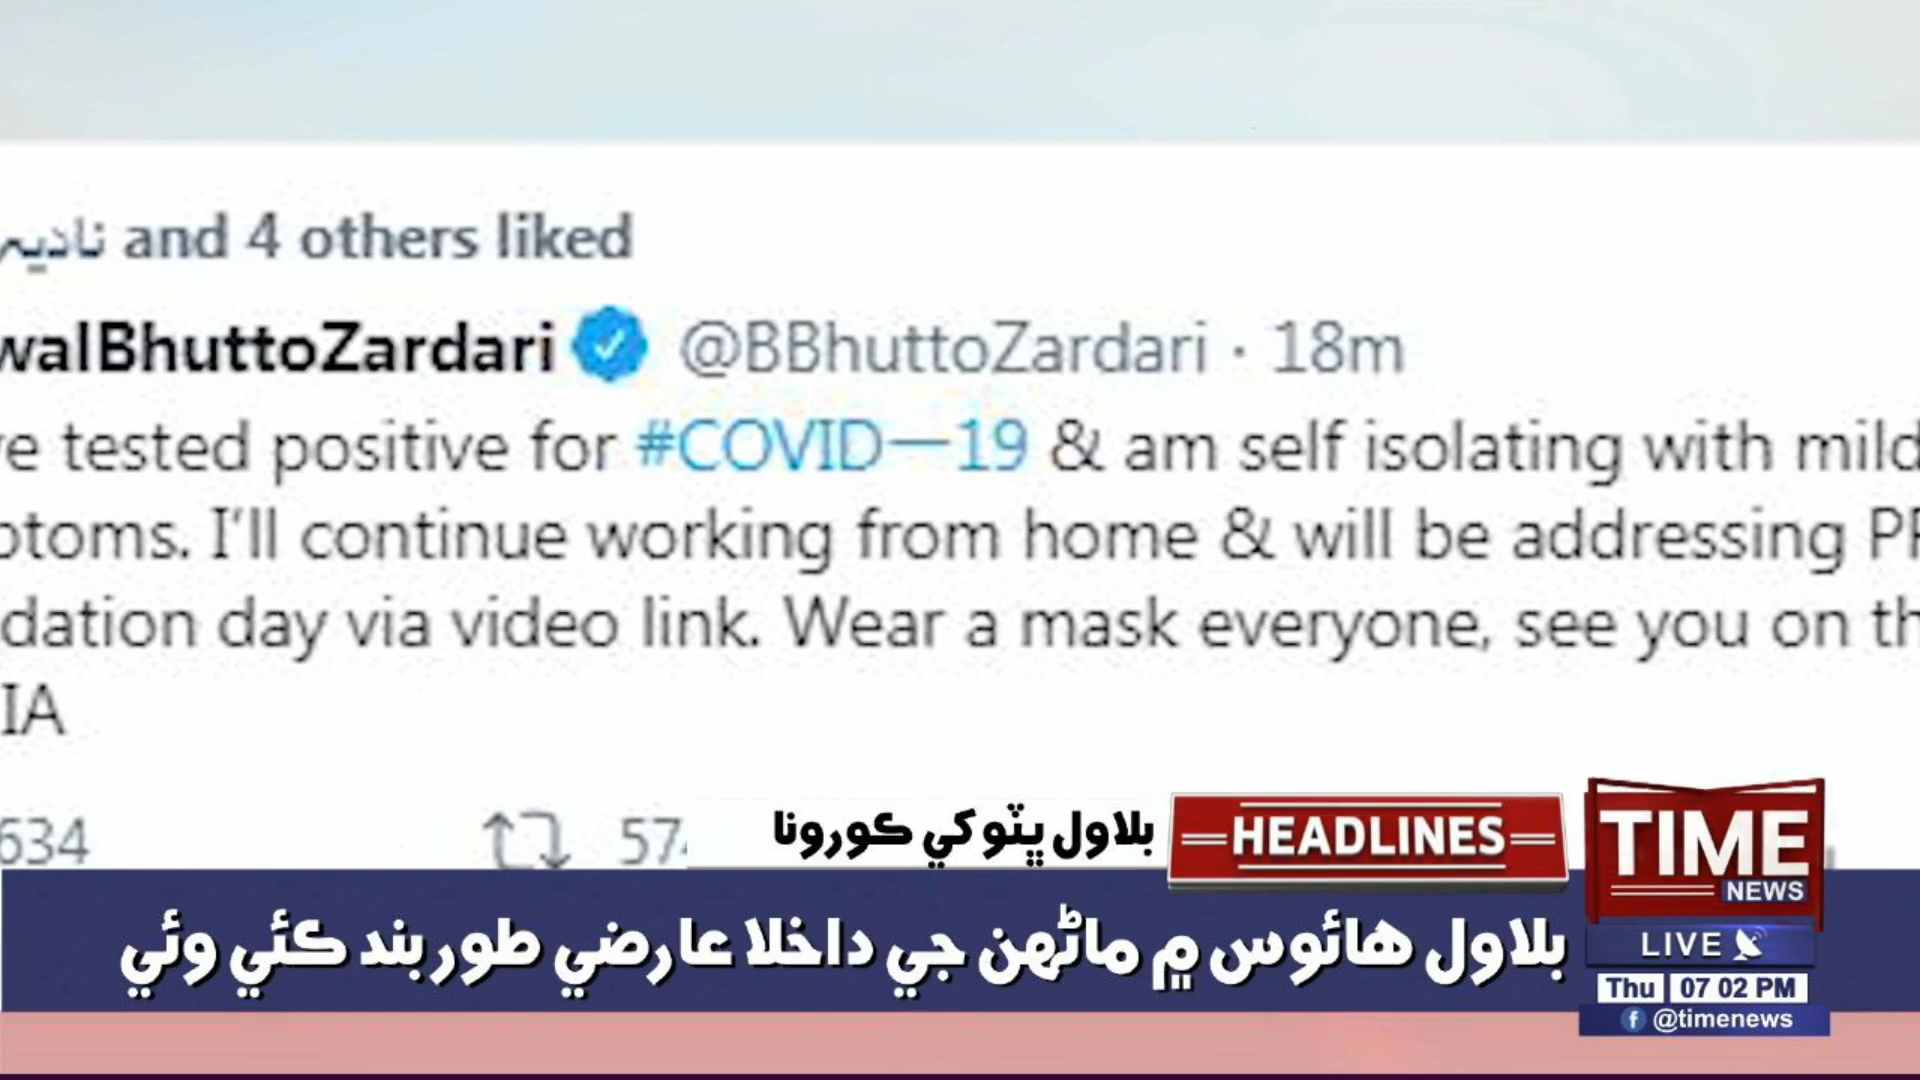 and 4 others liked
walBhuttoZardari @BBhuttoZardari · 18m
ve tested positive for #COVID—19 & am self isolating with mild
ptoms. I'll continue working from home & will be addressing PP
dation day via video link. Wear a mask everyone, see you on th
IA
634 57
بلاول ڀٽو کي ڪورونا
HEADLINES
TIME
NEWS
بلاول هائوس ۾ ماڻهن جي داخلا عارضي طور بند ڪئي وئي
LIVE
Thu 07 02 PM
@timenews